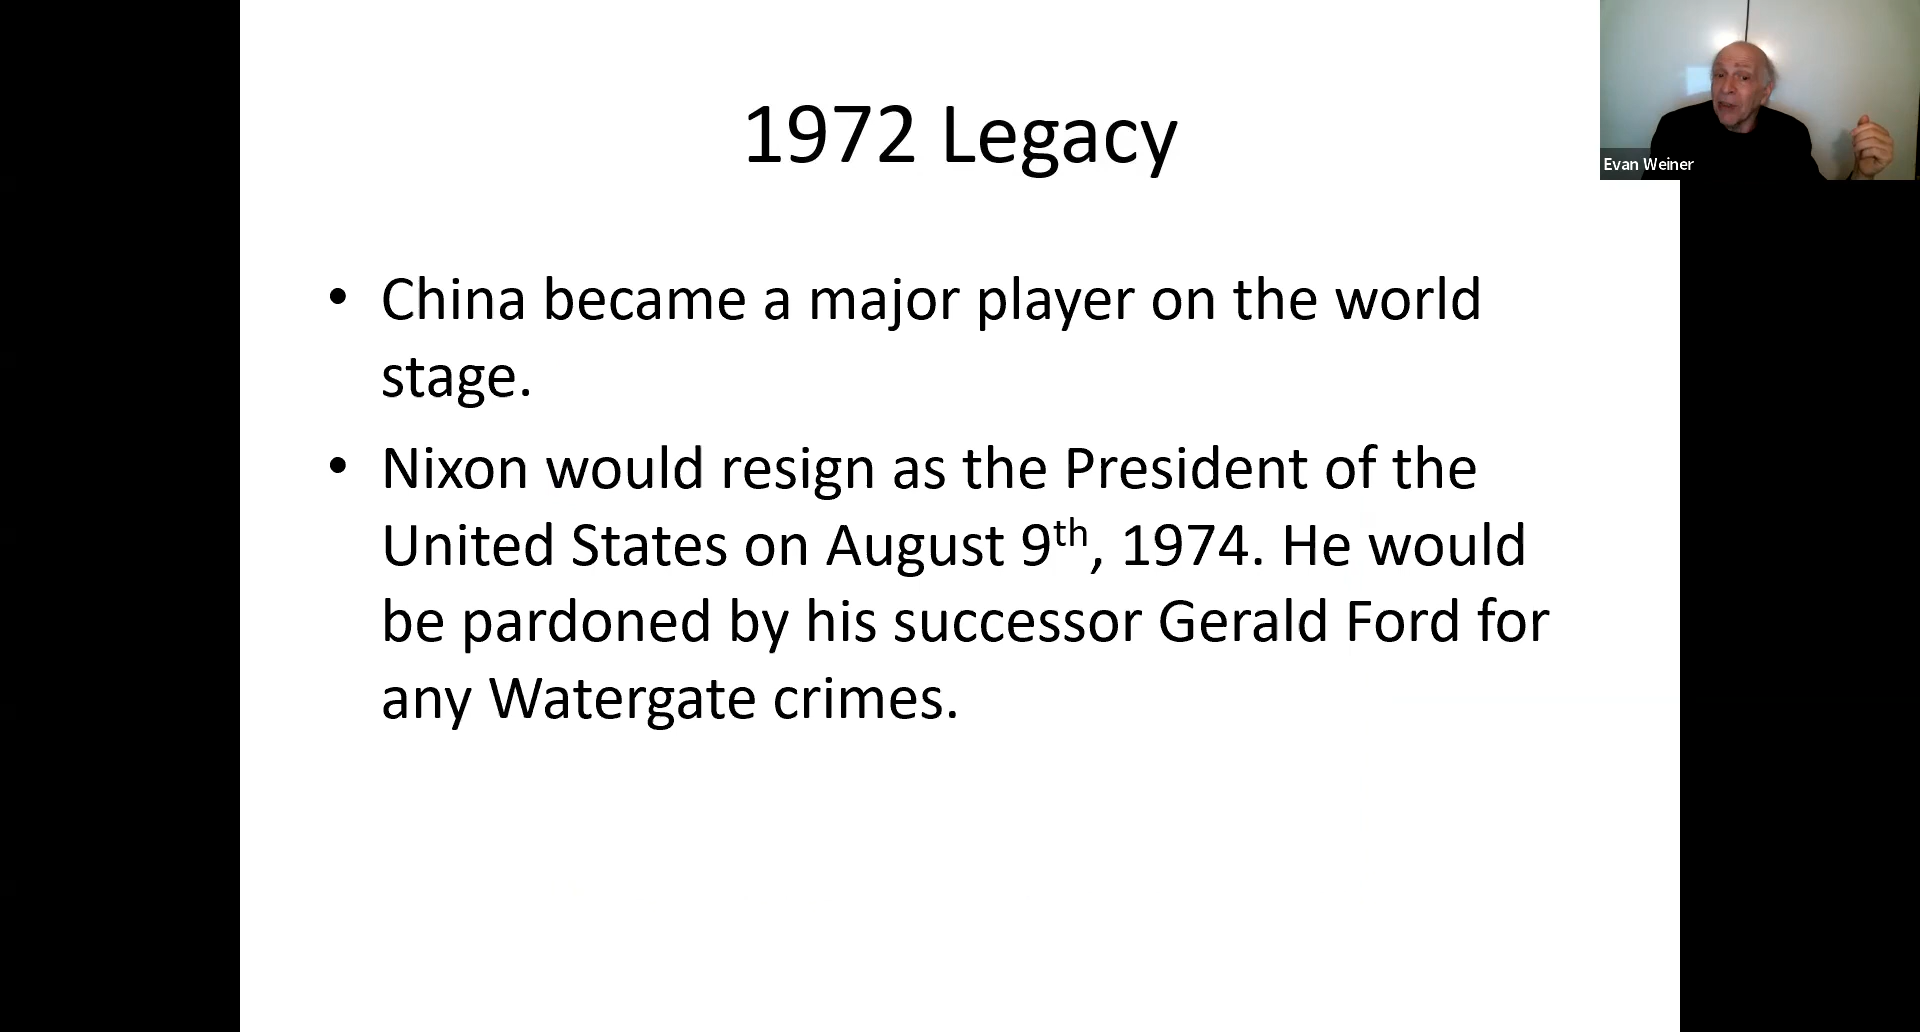 1972 Legacy
Evan Weiner
• China became a major player on the world
stage.
• Nixon would resign as the President of the
United States on August 9th, 1974. He would
be pardoned by his successor Gerald Ford for
any Watergate crimes.